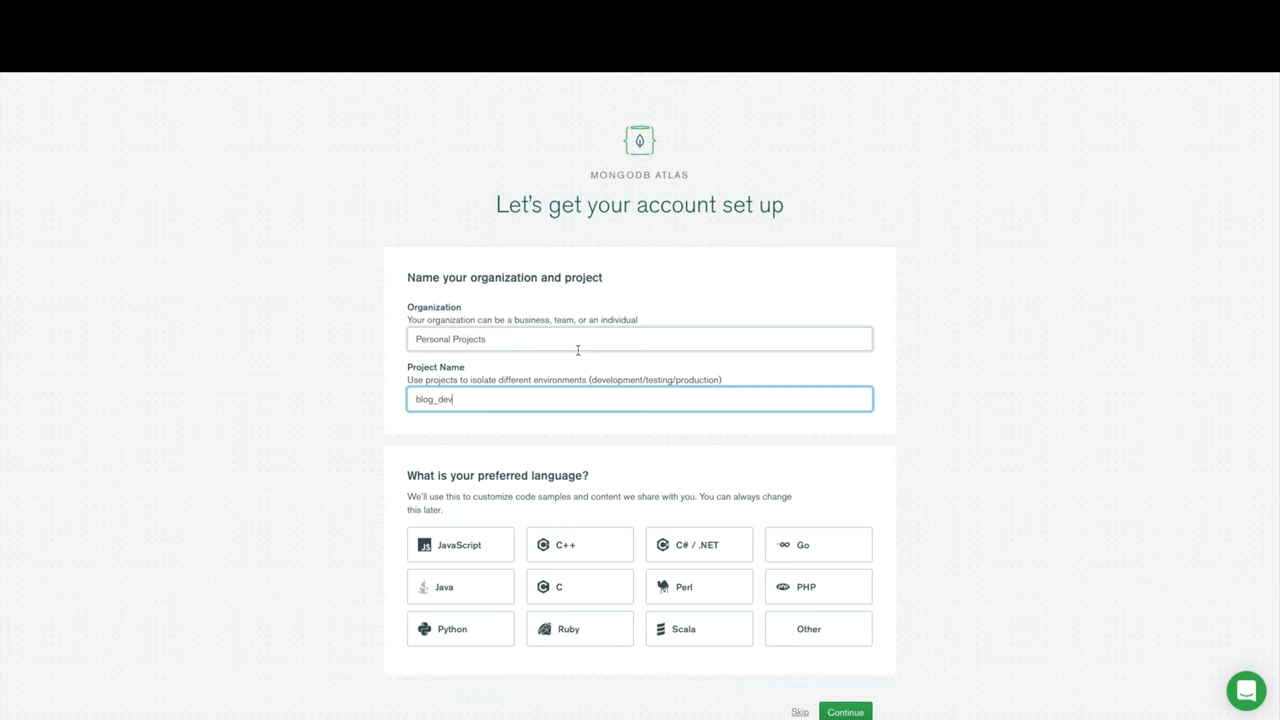 MONGODB ATLAS
Let's get your account set up
Name your organization and project
Organization
Your organization can be a business, team, or an individual
Personal Projects
Project Name
Use projects to isolate different environments (development/testing/production)
blog_dev
What is your preferred language?
We'll use this to customize code samples and content we share with you. You can always change
this later.
JS JavaScript
C++
C# / .NET
GO Go
Java
C
Perl
php PHP
Python
Ruby
Scala
Other
Skip
Continue